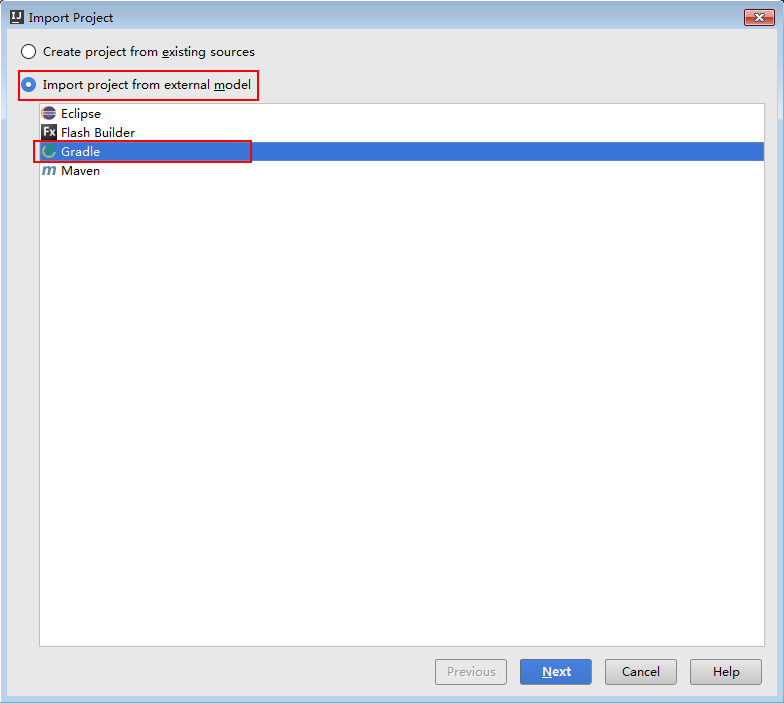 IJ Import Project
Create project from existing sources
Import project from external model
Eclipse
Fx Flash Builder
Gradle
m Maven
Previous Next Cancel Help